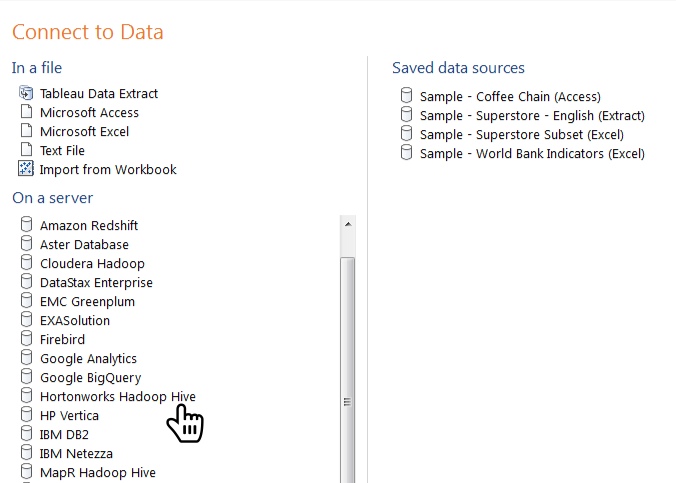 Connect to Data
In a file
Tableau Data Extract
Microsoft Access
Microsoft Excel
Text File
Import from Workbook
On a server
Amazon Redshift
Aster Database
Cloudera Hadoop
DataStax Enterprise
EMC Greenplum
EXASolution
Firebird
Google Analytics
Google BigQuery
Hortonworks Hadoop Hive
HP Vertica
IBM DB2
IBM Netezza
MapR Hadoop Hive
Saved data sources
Sample - Coffee Chain (Access)
Sample - Superstore - English (Extract)
Sample - Superstore Subset (Excel)
Sample - World Bank Indicators (Excel)